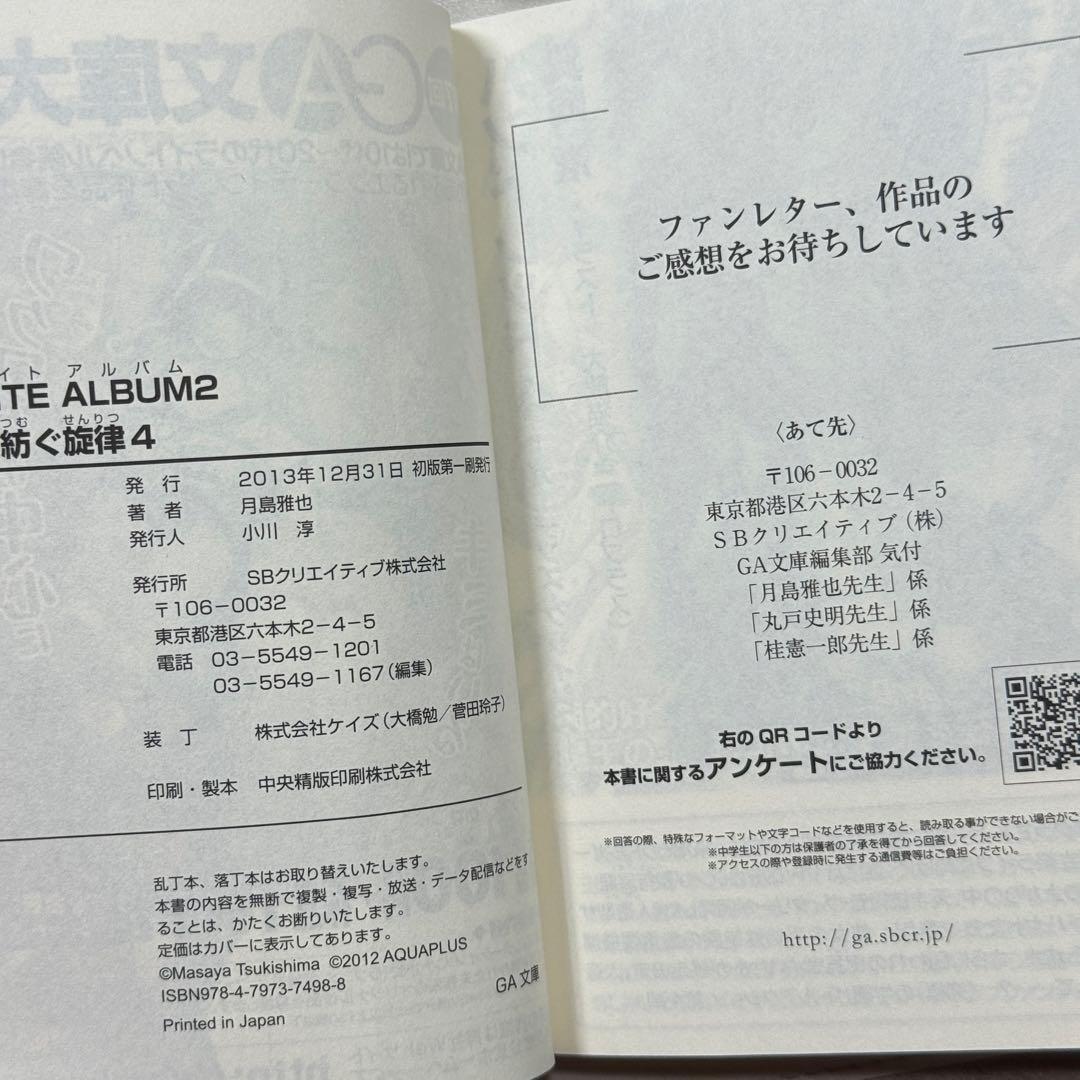 イト アルバム
ITE ALBUM2
つむ せんりつ
紡ぐ旋律4
発行 2013年12月31日 初版第一刷発行
著者 月島雅也
発行人 小川 淳
発行所 SBクリエイティブ株式会社
〒106-0032
東京都港区六本木2-4-5
電話 03-5549-1201
03-5549-1167(編集)
装丁 株式会社ケイズ(大橋勉/菅田玲子)
印刷・製本 中央精版印刷株式会社
乱丁本、落丁本はお取り替えいたします。
本書の内容を無断で複製・複写・放送・データ配信などをす
ることは、かたくお断りいたします。
定価はカバーに表示してあります。
©Masaya Tsukishima ©2012 AQUAPLUS
ISBN978-4-7973-7498-8
Printed in Japan
GA文庫
ファンレター、作品の
ご感想をお待ちしています
〈あて先〉
〒106-0032
東京都港区六本木2-4-5
SBクリエイティブ(株)
GA文庫編集部 気付
「月島雅也先生」係
「丸戸史明先生」係
「桂憲一郎先生」係
右のQRコードより
本書に関するアンケートにご協力ください。
※回答の際、特殊なフォーマットや文字コードなどを使用すると、読み取る事ができない場合がご
※中学生以下の方は保護者の了承を得てから回答してください。
※アクセスの際や登録時に発生する通信費等はご負担ください。
http://ga.sbcr.jp/